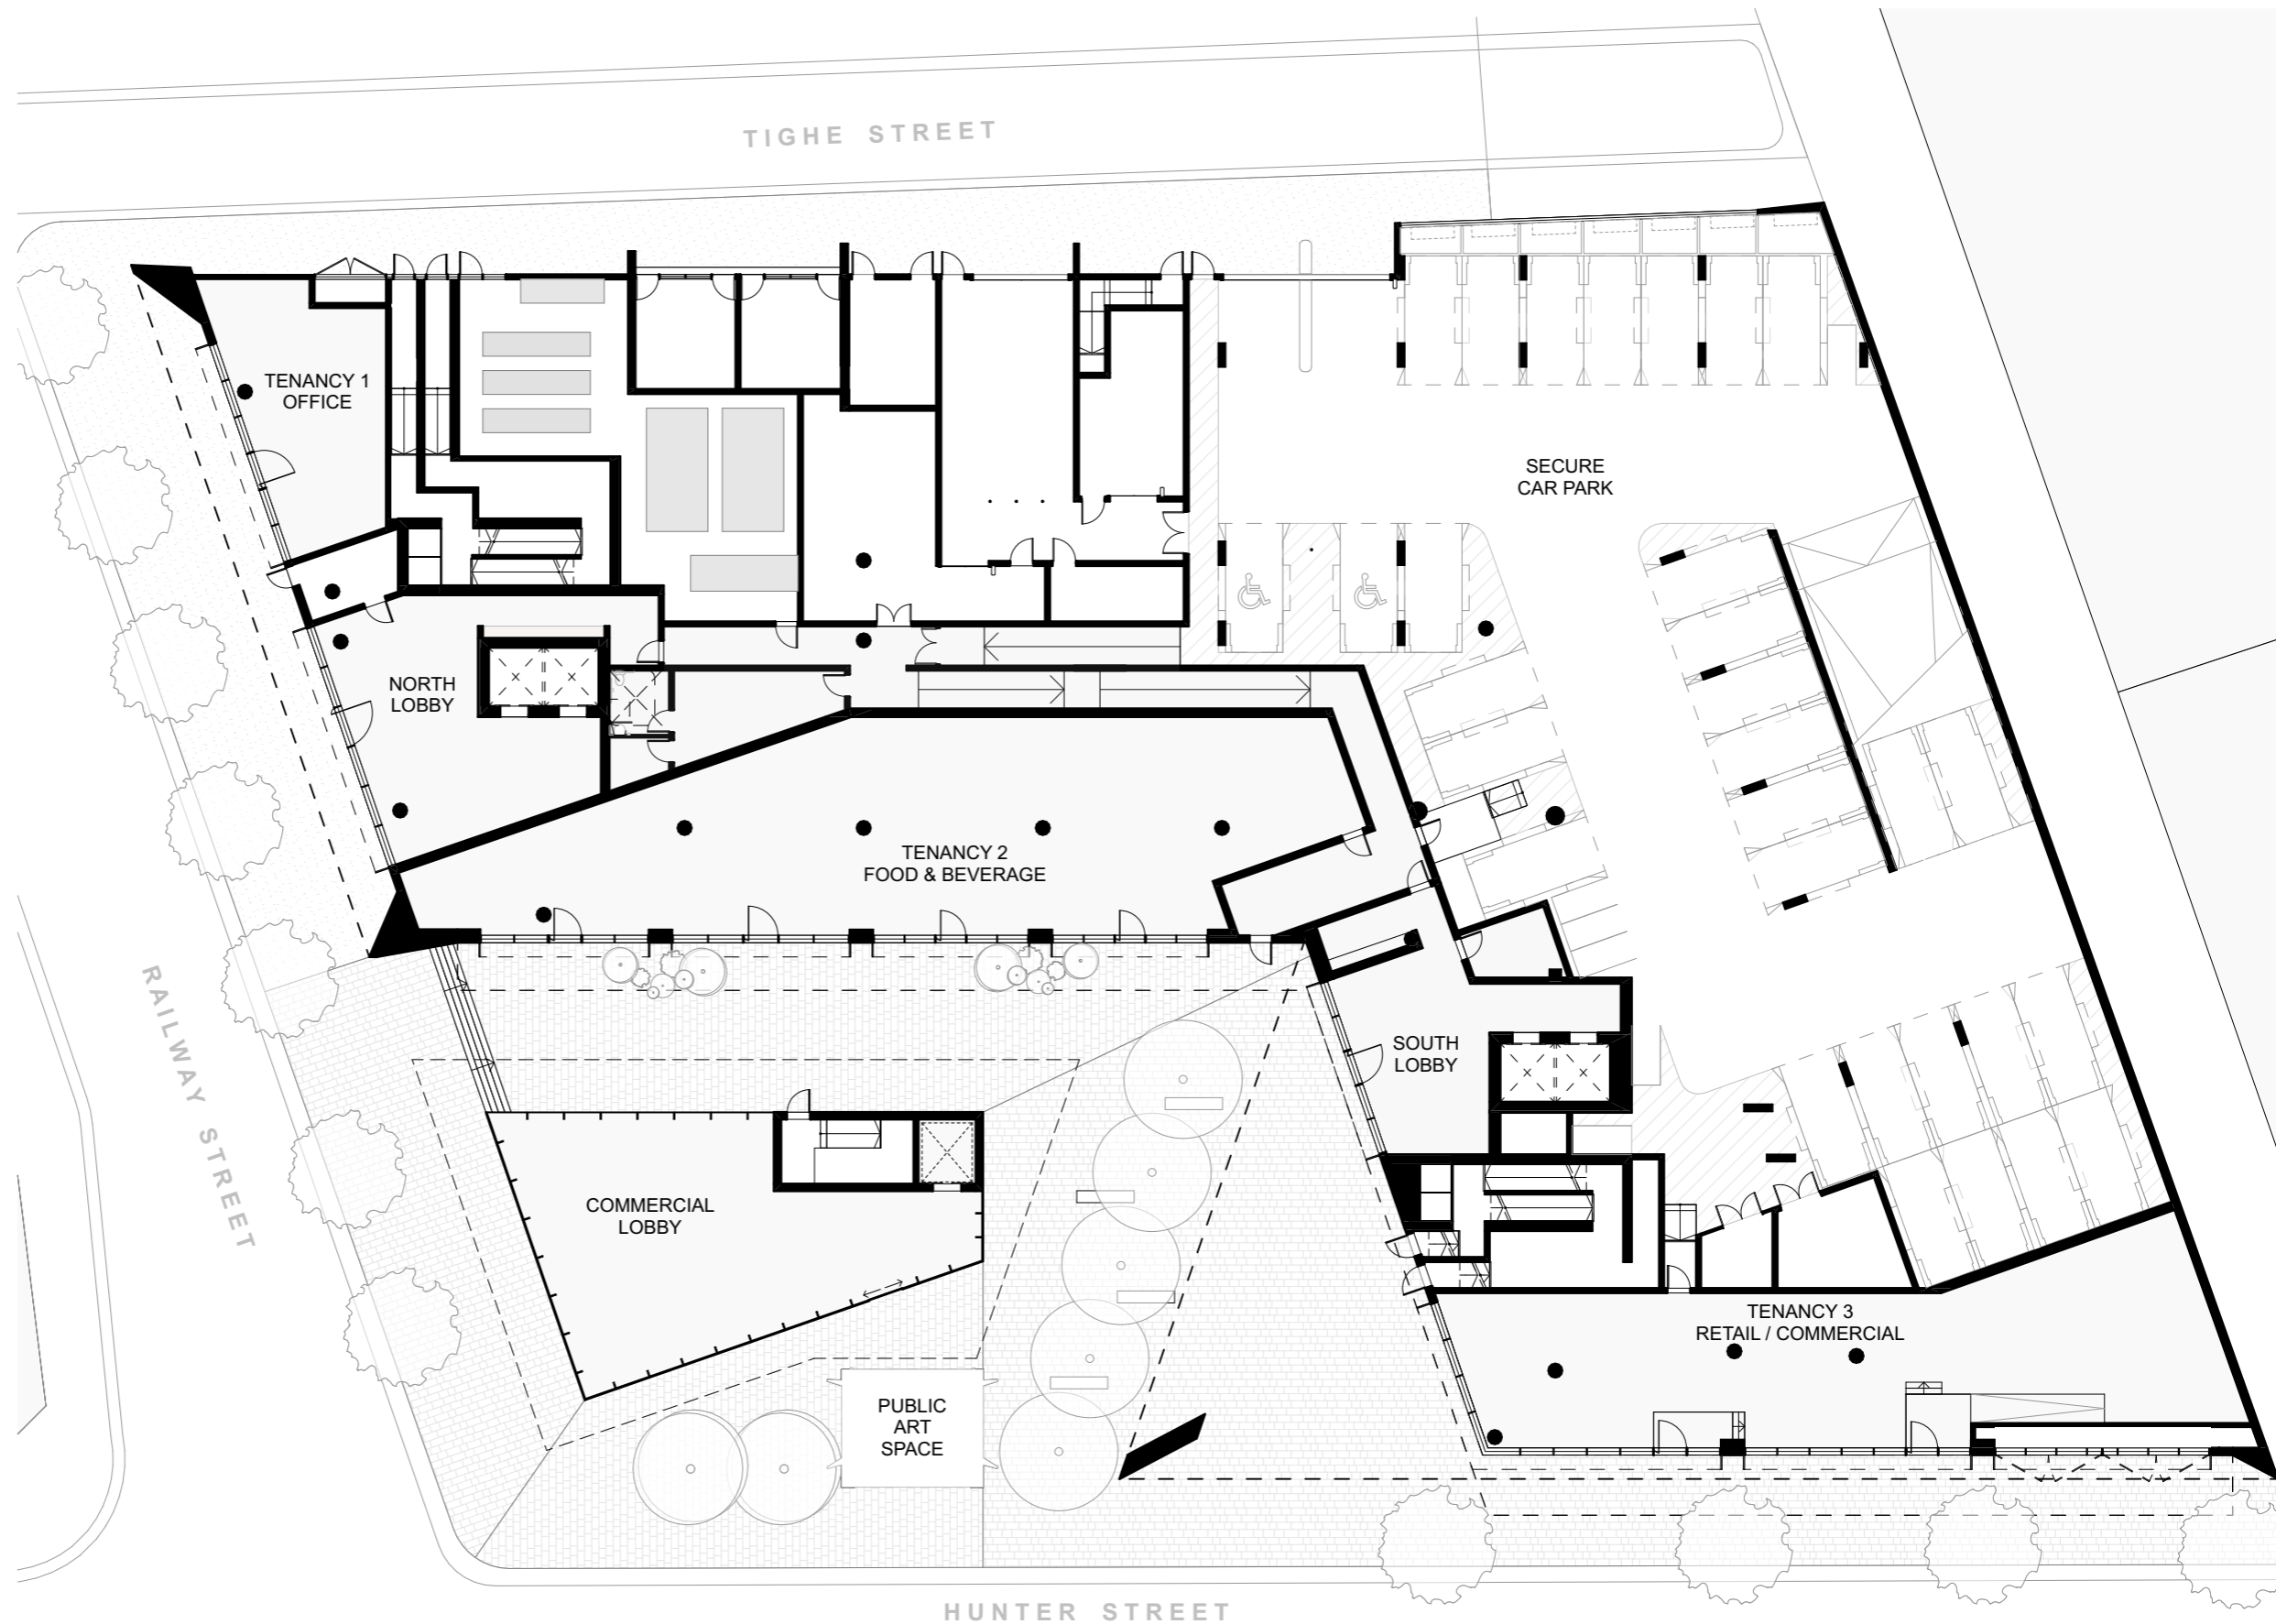 TIGHE STREET
TENANCY 1
OFFICE
SECURE
CAR PARK
NORTH
LOBBY
TENANCY 2
FOOD & BEVERAGE
RAILWAY STREET
SOUTH
LOBBY
COMMERCIAL
LOBBY
TENANCY 3
RETAIL / COMMERCIAL
PUBLIC
ART
SPACE
HUNTER STREET